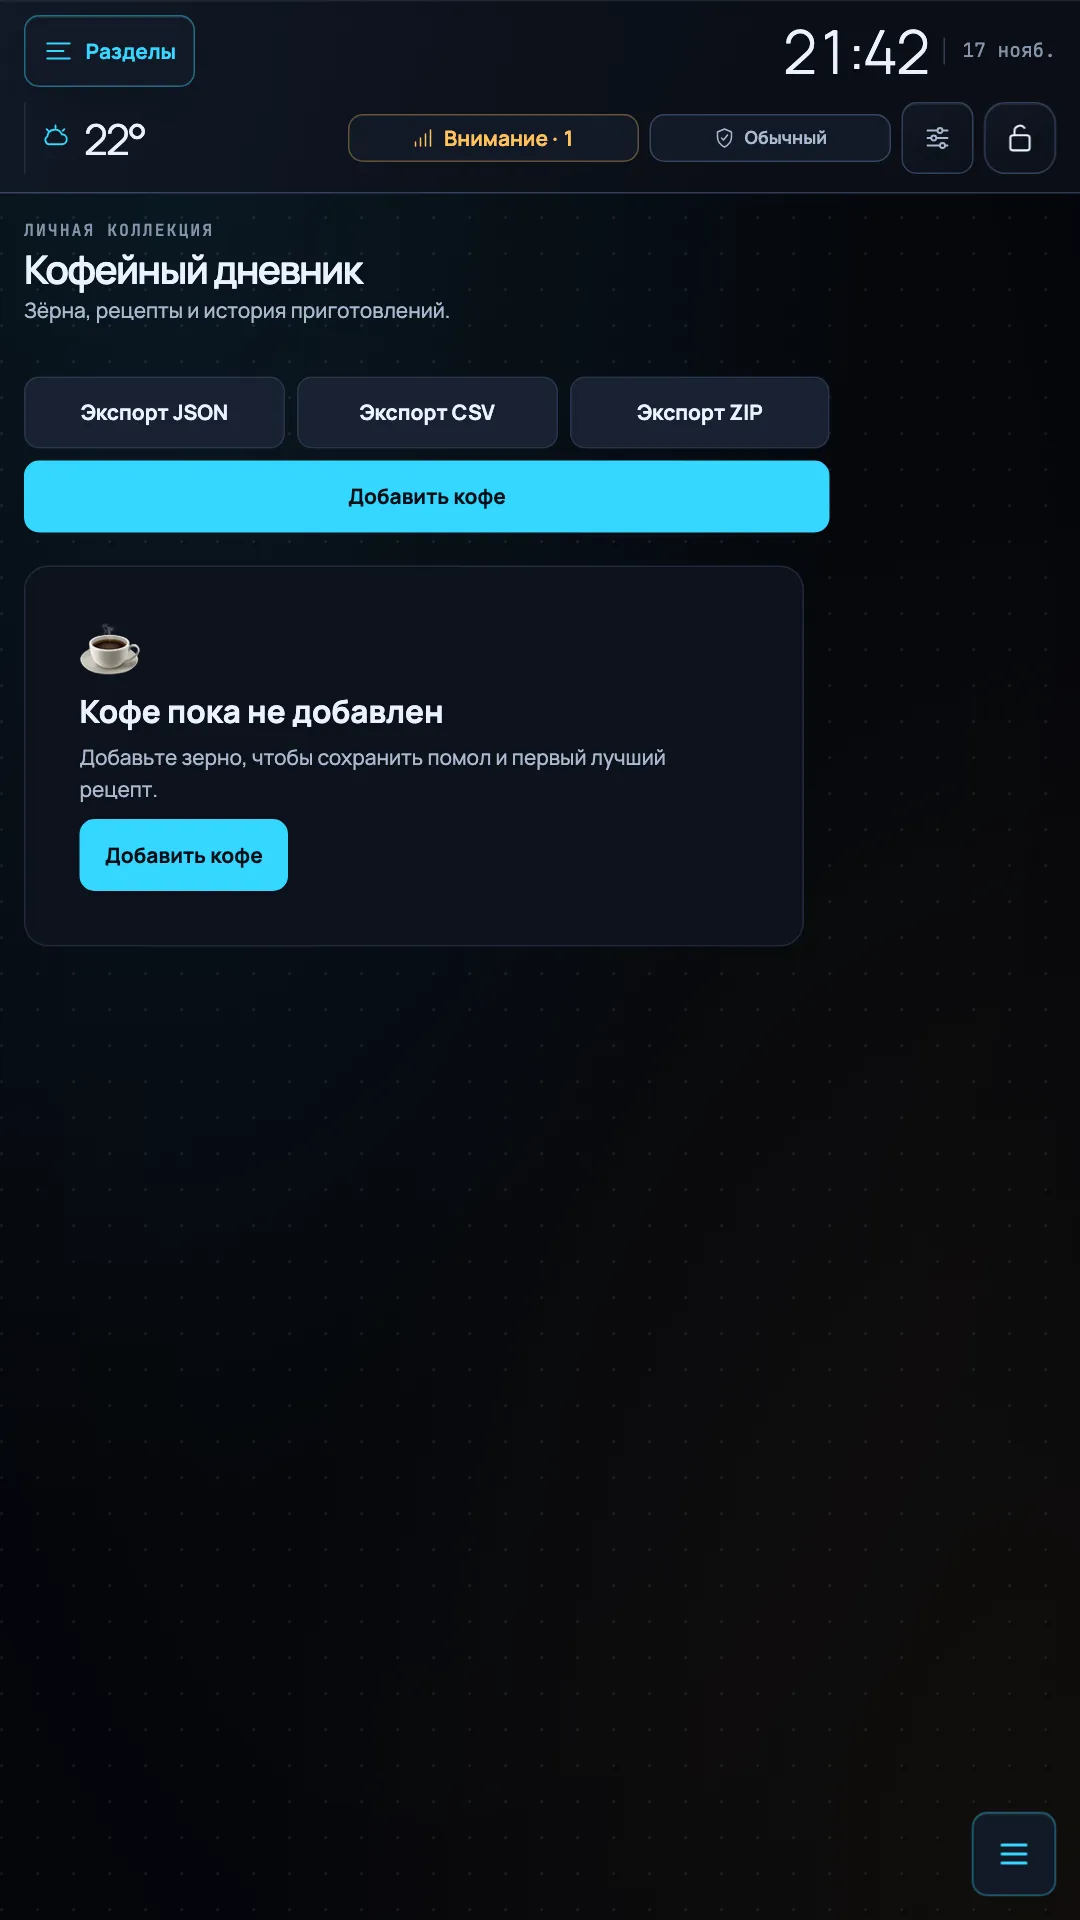 Разделы
21:42
17 нояб.
22°
Внимание · 1
Обычный
ЛИЧНАЯ КОЛЛЕКЦИЯ
Кофейный дневник
Зёрна, рецепты и история приготовлений.
Экспорт JSON
Экспорт CSV
Экспорт ZIP
Добавить кофе
Кофе пока не добавлен
Добавьте зерно, чтобы сохранить помол и первый лучший
рецепт.
Добавить кофе